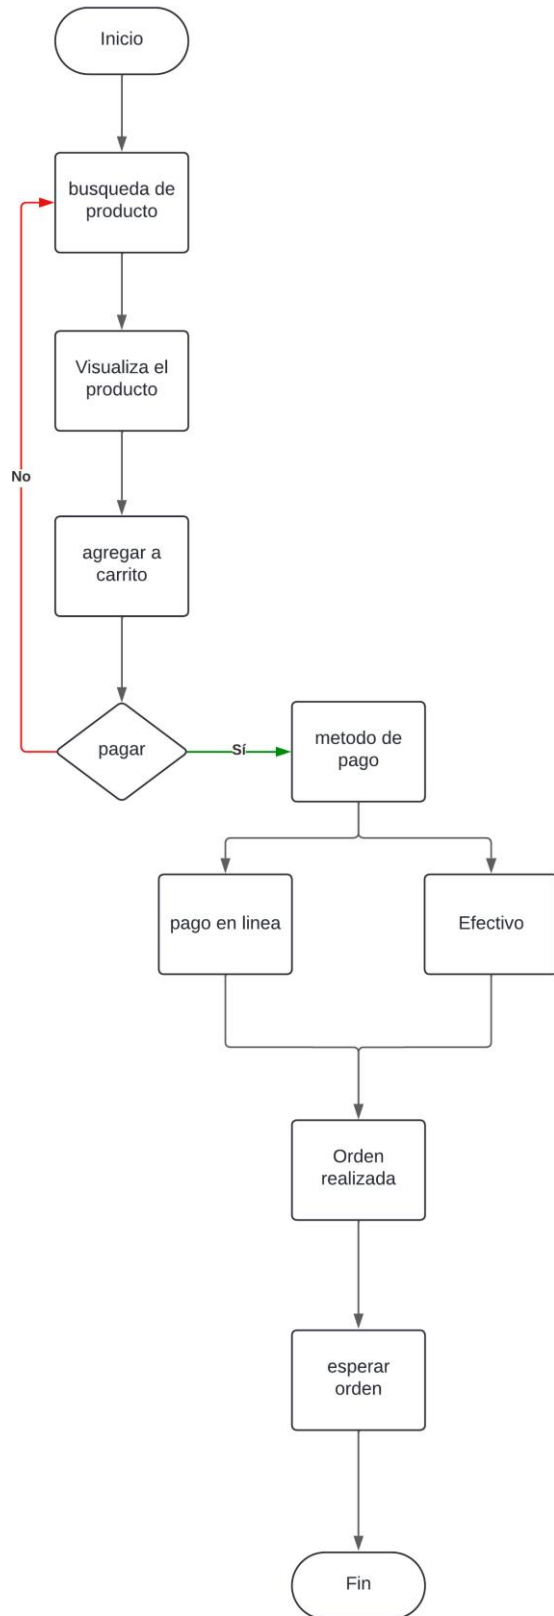 Inicio
busqueda de
producto
Visualiza el
producto
No
agregar a
carrito
pagar
Sí
metodo de
pago
pago en linea
Efectivo
Orden
realizada
esperar
orden
Fin